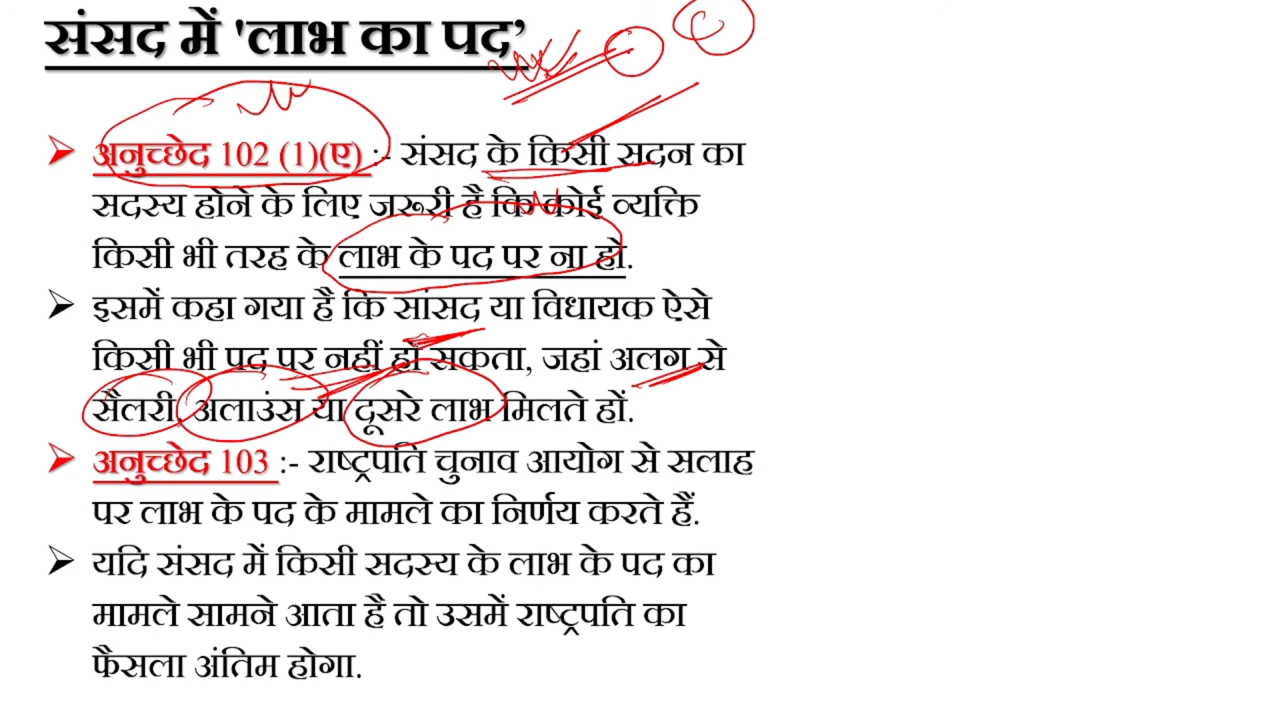 संसद में 'लाभ का पद’
अनुच्छेद 102 (1)(ए) :- संसद के किसी सदन का
सदस्य होने के लिए जरूरी है कि कोई व्यक्ति
किसी भी तरह के लाभ के पद पर ना हो.
इसमें कहा गया है कि सांसद या विधायक ऐसे
किसी भी पद पर नहीं हो सकता, जहां अलग से
सैलरी, अलाउंस या दूसरे लाभ मिलते हों.
अनुच्छेद 103 :- राष्ट्रपति चुनाव आयोग से सलाह
पर लाभ के पद के मामले का निर्णय करते हैं.
यदि संसद में किसी सदस्य के लाभ के पद का
मामले सामने आता है तो उसमें राष्ट्रपति का
फैसला अंतिम होगा.